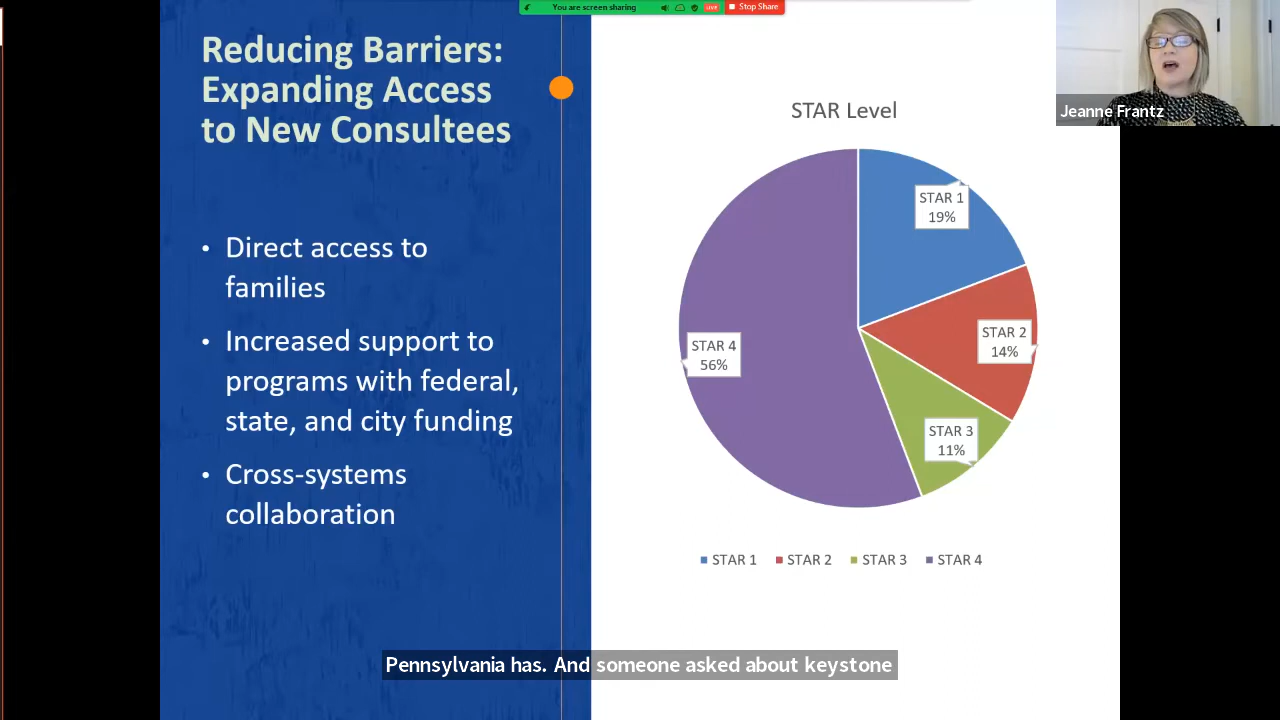 You are screen sharing
LIVE
Stop Share
Reducing Barriers:
Expanding Access
to New Consultees
• Direct access to
families
• Increased support to
programs with federal,
state, and city funding
• Cross-systems
collaboration
STAR Level
STAR 1
19%
STAR 2
14%
STAR 3
11%
STAR 4
56%
STAR 1 STAR 2 STAR 3 STAR 4
Jeanne Frantz
Pennsylvania has. And someone asked about keystone